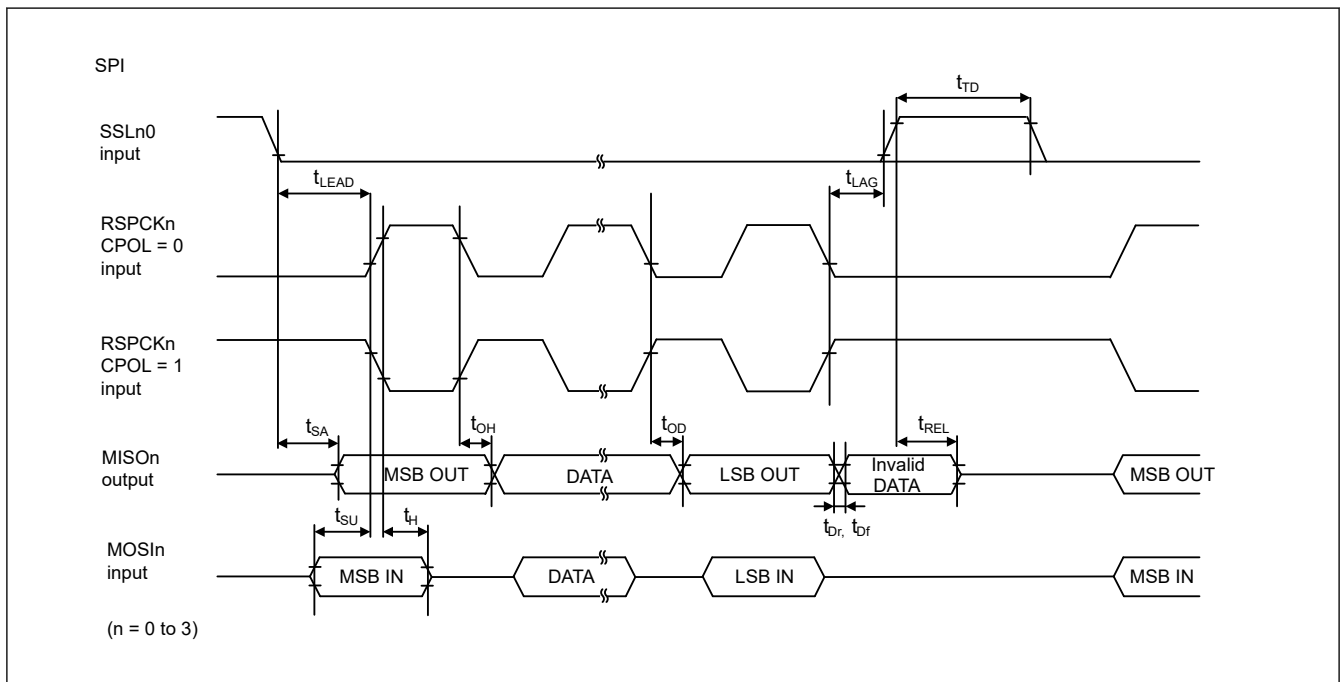 SPI
tTD
SSLn0
input
tLEAD
tLAG
RSPCKn
CPOL = 0
input
RSPCKn
CPOL = 1
input
tSA
tOH
tOD
tREL
MISOn
output
MSB OUT
DATA
LSB OUT
Invalid
DATA
MSB OUT
tSU
tH
tDr, tDf
MOSIn
input
MSB IN
DATA
LSB IN
MSB IN
(n = 0 to 3)